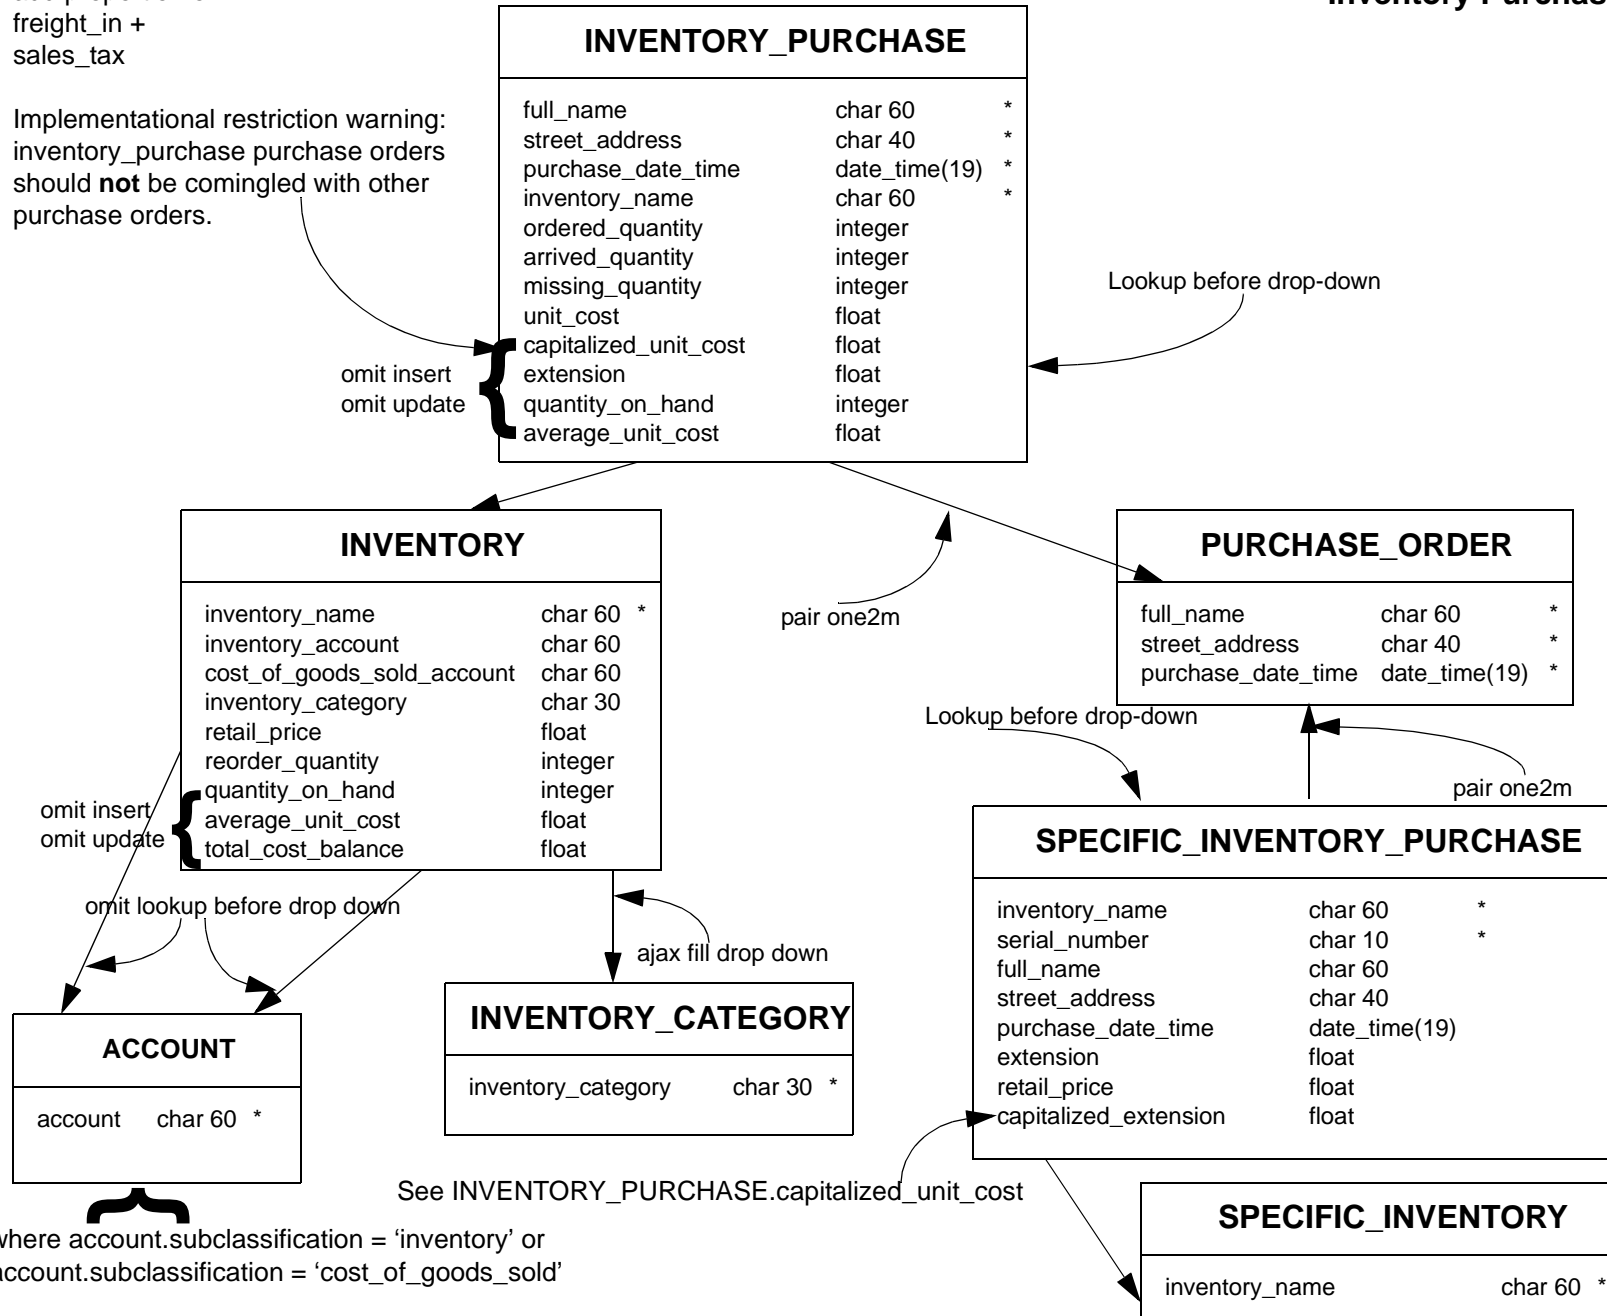 freight_in +
sales_tax
Implementational restriction warning:
inventory_purchase purchase orders
should not be comingled with other
purchase orders.
INVENTORY_PURCHASE
full_name char 60 *
street_address char 40 *
purchase_date_time date_time(19) *
inventory_name char 60 *
ordered_quantity integer
arrived_quantity integer
missing_quantity integer
unit_cost float
capitalized_unit_cost float
extension float
quantity_on_hand integer
average_unit_cost float
omit insert
omit update
Lookup before drop-down
INVENTORY
inventory_name char 60 *
inventory_account char 60
cost_of_goods_sold_account char 60
inventory_category char 30
retail_price float
reorder_quantity integer
quantity_on_hand integer
average_unit_cost float
total_cost_balance float
omit insert
omit update
pair one2m
PURCHASE_ORDER
full_name char 60 *
street_address char 40 *
purchase_date_time date_time(19) *
Lookup before drop-down
pair one2m
omit lookup before drop down
ajax fill drop down
SPECIFIC_INVENTORY_PURCHASE
inventory_name char 60 *
serial_number char 10 *
full_name char 60
street_address char 40
purchase_date_time date_time(19)
extension float
retail_price float
capitalized_extension float
ACCOUNT
account char 60 *
INVENTORY_CATEGORY
inventory_category char 30 *
See INVENTORY_PURCHASE.capitalized_unit_cost
where account.subclassification = ‘inventory’ or
account.subclassification = ‘cost_of_goods_sold’
SPECIFIC_INVENTORY
inventory_name char 60 *